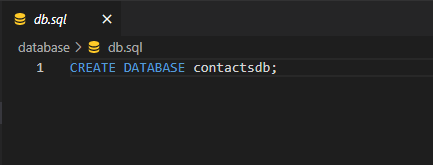 db.sql
database > db.sql
1 CREATE DATABASE contactsdb;